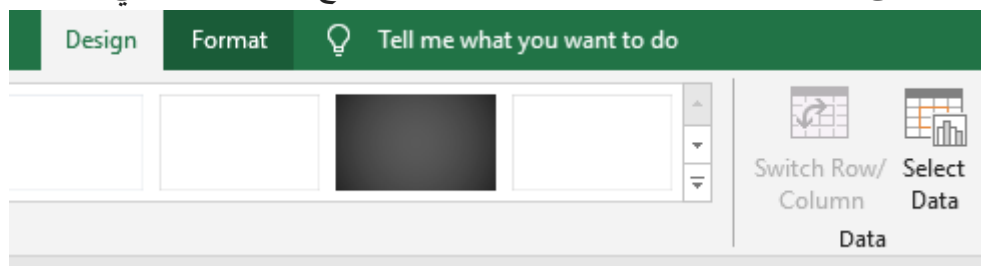 Design Format Tell me what you want to do
Switch Row/ Column
Select Data
Data